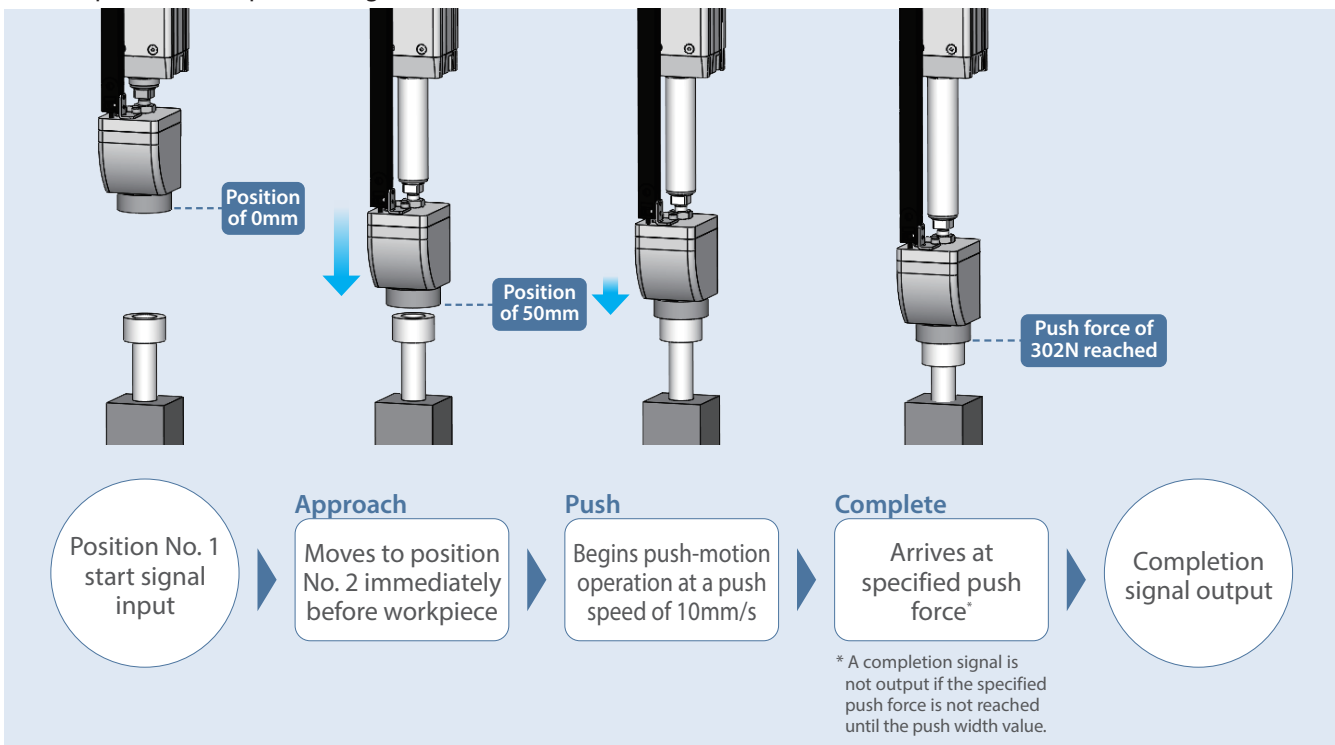 Position
of 0mm
Position
of 50mm
Push force of
302N reached
Position No. 1
start signal
input
Approach
Moves to position
No. 2 immediately
before workpiece
Push
Begins push-motion
operation at a push
speed of 10mm/s
Complete
Arrives at
specified push
force*
* A completion signal is
not output if the specified
push force is not reached
until the push width value.
Completion
signal output